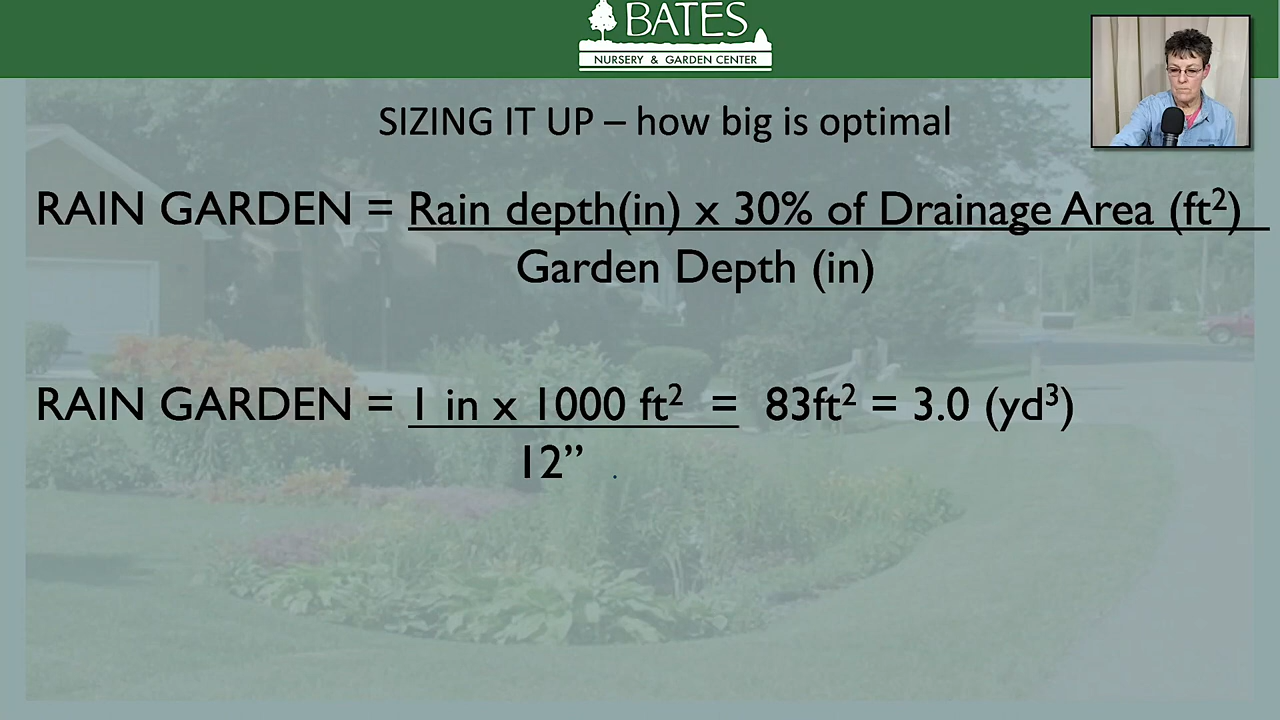 BATES
NURSERY & GARDEN CENTER
SIZING IT UP – how big is optimal
RAIN GARDEN = Rain depth(in) x 30% of Drainage Area (ft²)
Garden Depth (in)
RAIN GARDEN = 1 in x 1000 ft² = 83ft² = 3.0 (yd³)
12”